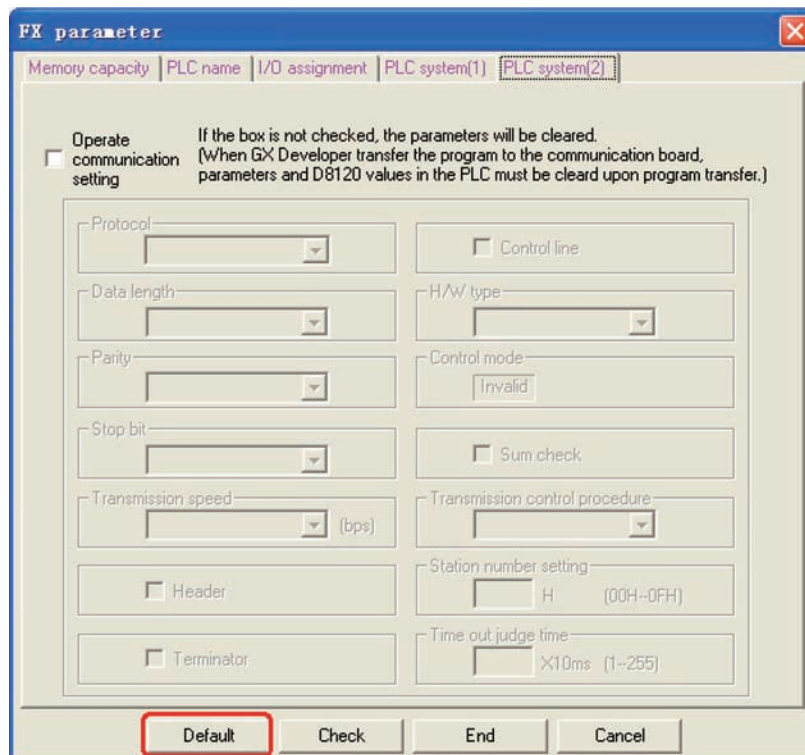 FX parameter
Memory capacity PLC name I/O assignment PLC system(1) PLC system(2)
Operate communication setting
If the box is not checked, the parameters will be cleared.
(When GX Developer transfer the program to the communication board,
parameters and D8120 values in the PLC must be cleard upon program transfer.)
Protocol
Control line
Data length
H/W type
Parity
Control mode
Invalid
Stop bit
Sum check
Transmission speed
(bps)
Transmission control procedure
Header
Station number setting
H (00H--0FH)
Terminator
Time out judge time
X10ms (1--255)
Default Check End Cancel